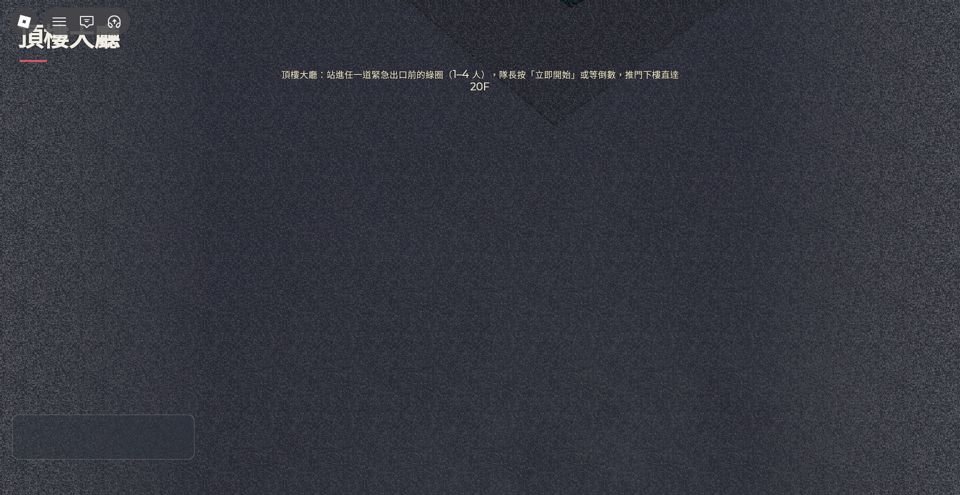 頂樓大廳
頂樓大廳：站進任一道緊急出口前的綠圈（1–4 人），隊長按「立即開始」或等倒數，推門下樓直達
20F